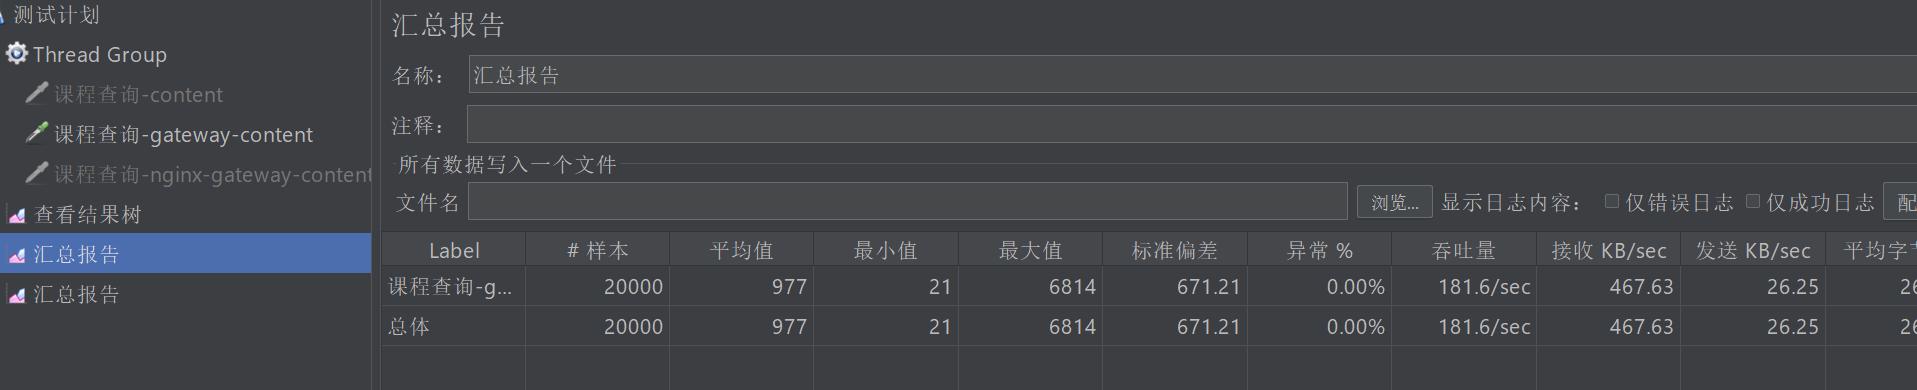 测试计划
Thread Group
课程查询-content
课程查询-gateway-content
课程查询-nginx-gateway-content
查看结果树
汇总报告
汇总报告
汇总报告
名称： 汇总报告
注释：
所有数据写入一个文件
文件名 浏览... 显示日志内容： 仅错误日志 仅成功日志 配
Label # 样本 平均值 最小值 最大值 标准偏差 异常 % 吞吐量 接收 KB/sec 发送 KB/sec 平均字
课程查询-g... 20000 977 21 6814 671.21 0.00% 181.6/sec 467.63 26.25
总体 20000 977 21 6814 671.21 0.00% 181.6/sec 467.63 26.25